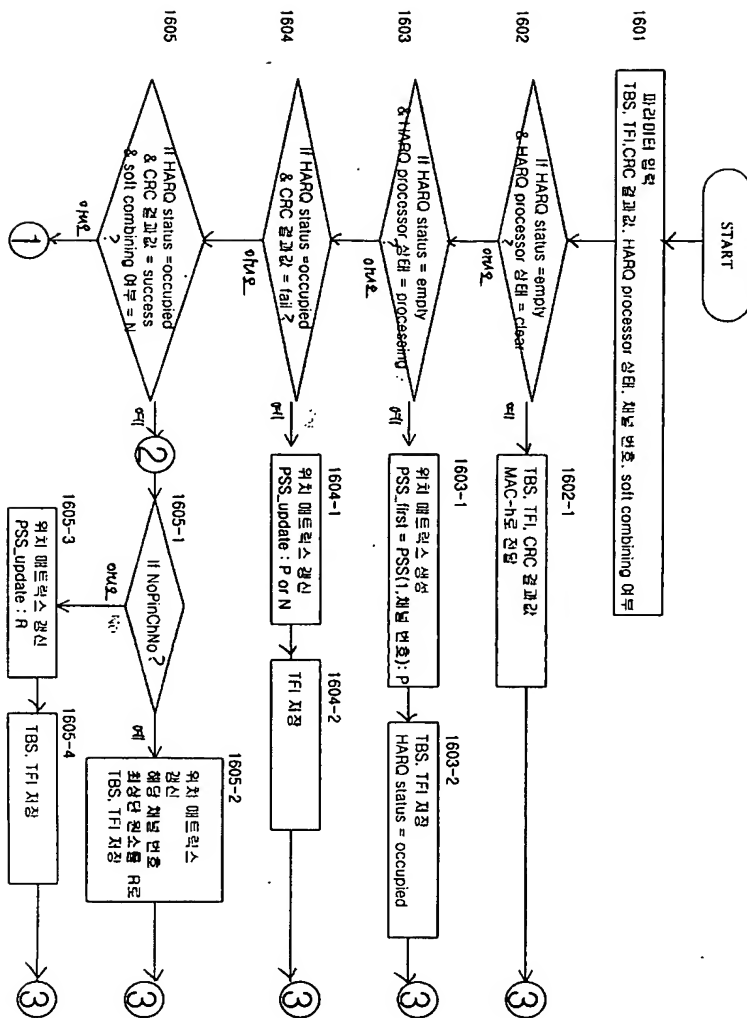 START
1601
파라미터 입력
TBS, TFI,CRC 결과값, HARQ processor 상태, 채널 번호, soft combining 여부
1602
If HARQ status =empty
& HARQ processor 상태 = clear
?
예
아니오
1602-1
TBS, TFI, CRC 결과값
MAC-h로 전달
3
1603
If HARQ status = empty
& HARQ processor 상태 = processing
?
예
아니오
1603-1
위치 매트릭스 생성
PSS_first = PSS(1,채널 번호): P
1603-2
TBS, TFI 저장
HARQ status = occupied
3
1604
If HARQ status =occupied
& CRC 결과값 = fail ?
예
아니오
1604-1
위치 매트릭스 갱신
PSS_update : P or N
1604-2
TFI 저장
3
1605
If HARQ status =occupied
& CRC 결과값 = success
& soft combining 여부 = N
?
예
아니오
1
2
1605-1
If NoPinChNo?
예
아니오
1605-2
위치 매트릭스
갱신
해당 채널 번호
최상단 원소를 R로
TBS, TFI 저장
3
1605-3
위치 매트릭스 갱신
PSS_update : R
1605-4
TBS, TFI 저장
3